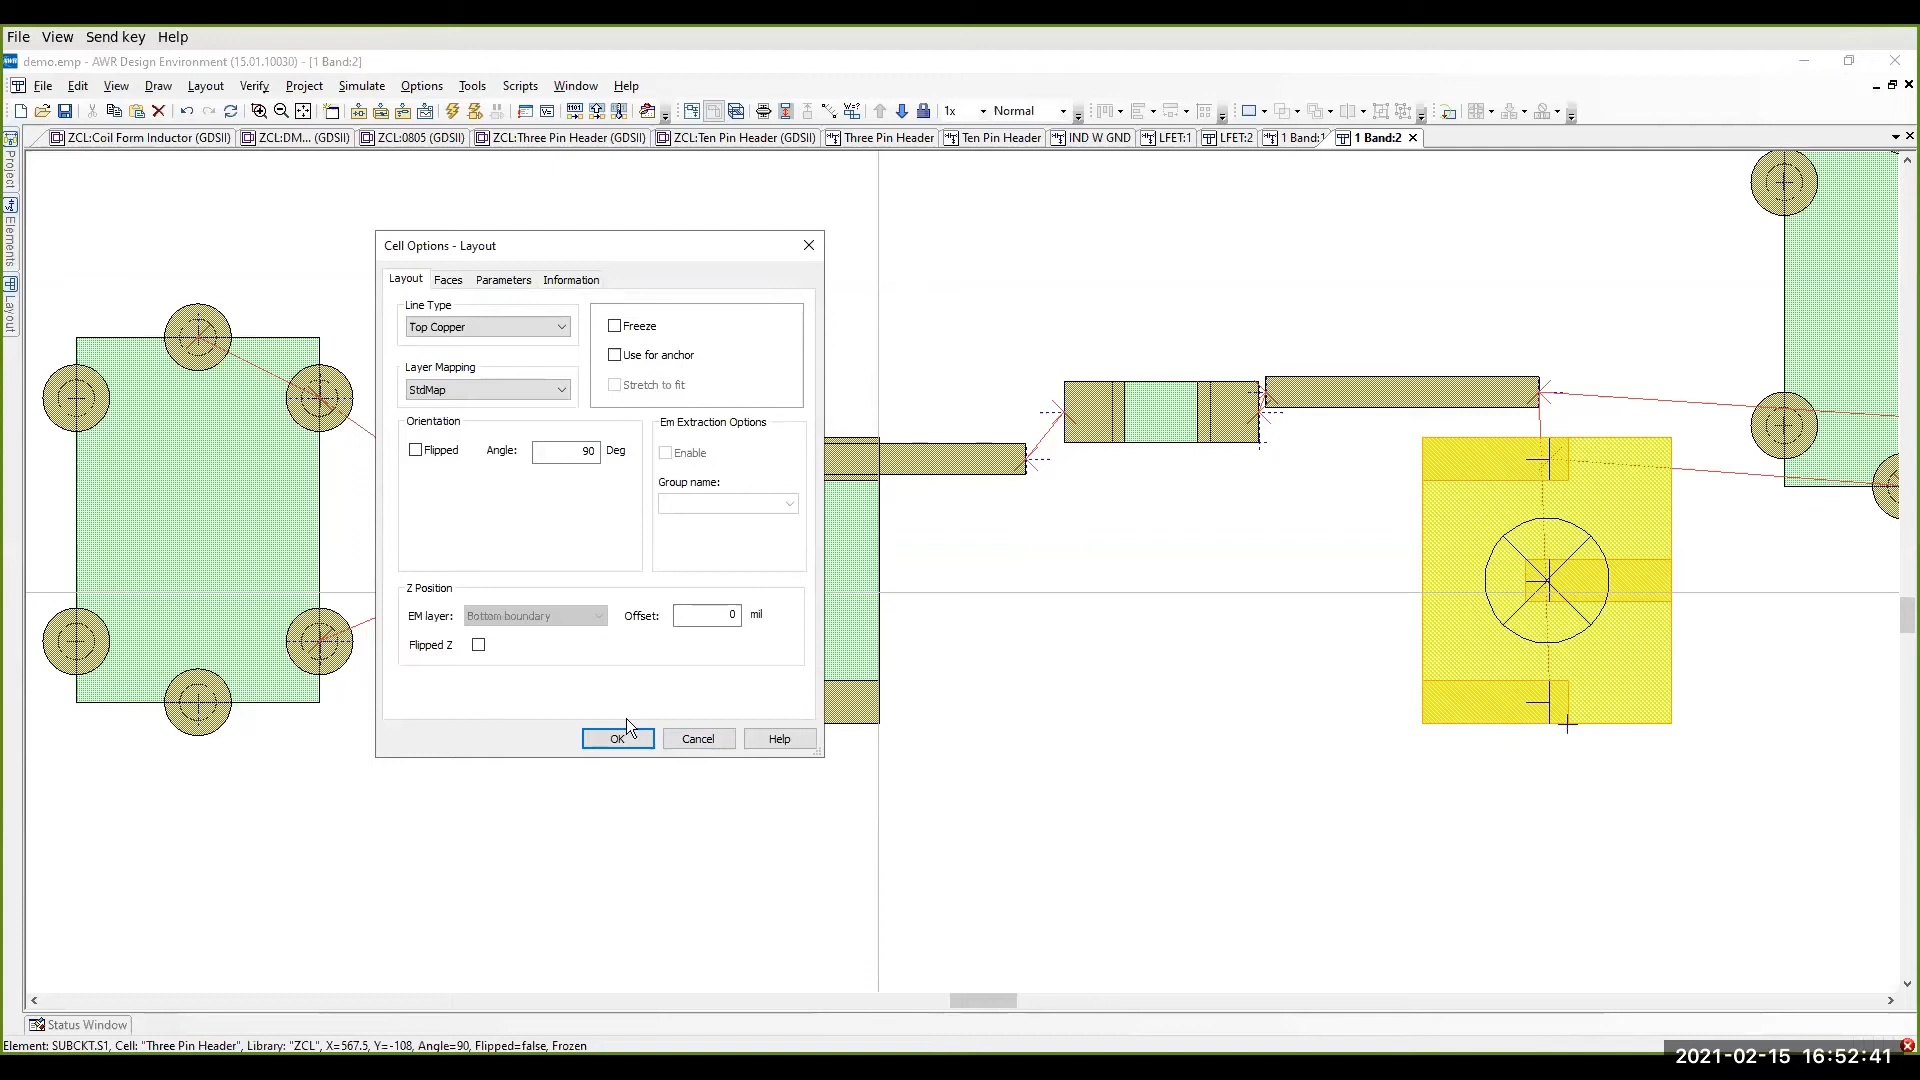 File View Send key Help
demo.emp - AWR Design Environment (15.01.10030) - [1 Band:2]
File Edit View Draw Layout Verify Project Simulate Options Tools Scripts Window Help
1x Normal
ZCL:Coil Form Inductor (GDSII) ZCL:DM... (GDSII) ZCL:0805 (GDSII) ZCL:Three Pin Header (GDSII) ZCL:Ten Pin Header (GDSII) Three Pin Header Ten Pin Header IND W GND LFET:1 LFET:2 1 Band:1 1 Band:2
Project
Elements
Layout
Cell Options - Layout
Layout Faces Parameters Information
Line Type
Top Copper
Freeze
Use for anchor
Stretch to fit
Layer Mapping
StdMap
Orientation
Flipped Angle: 90 Deg
Em Extraction Options
Enable
Group name:
Z Position
EM layer: Bottom boundary Offset: 0 mil
Flipped Z
OK Cancel Help
Status Window
Element: SUBCKT.S1, Cell: "Three Pin Header", Library: "ZCL", X=567.5, Y=-108, Angle=90, Flipped=false, Frozen
2021-02-15 16:52:41